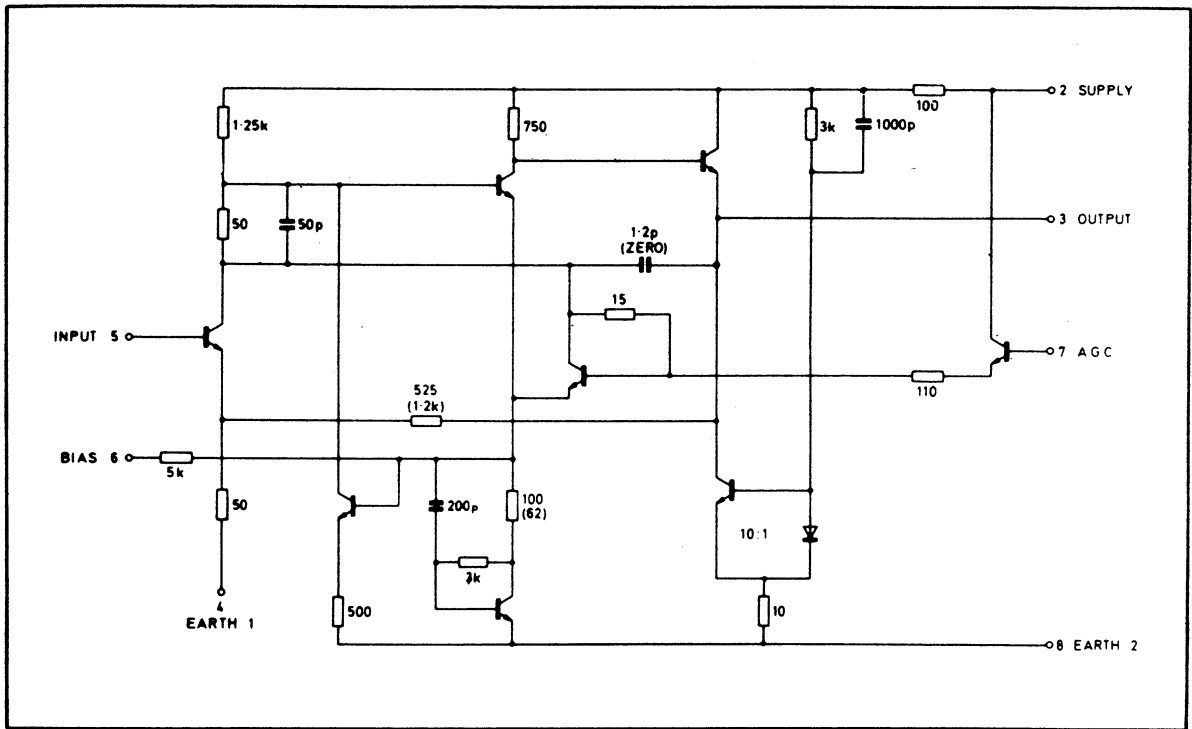 100
2 SUPPLY
1·25k
750
3k
1000p
50
50p
3 OUTPUT
1·2p
(ZERO)
15
INPUT 5
7 AGC
110
525
(1·2k)
BIAS 6
5k
50
200p
100
(62)
10:1
3k
500
10
4
EARTH 1
8 EARTH 2